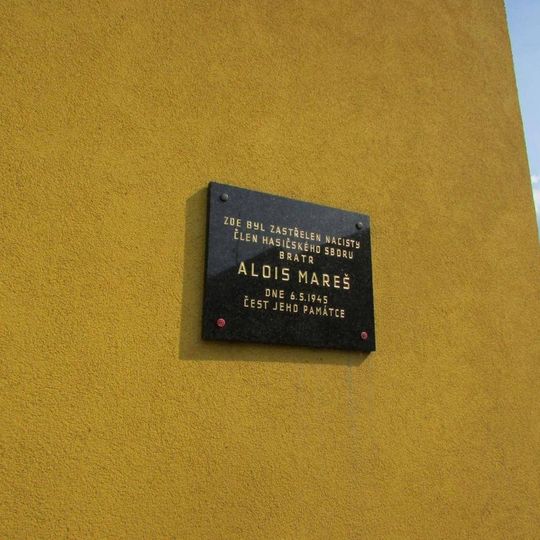 ZDE BYL ZASTŘELEN NACISTY
ČLEN HASIČSKÉHO SBORU
BRATR
ALOIS MAREŠ
DNE 6.5.1945
ČEST JEHO PAMÁTCE